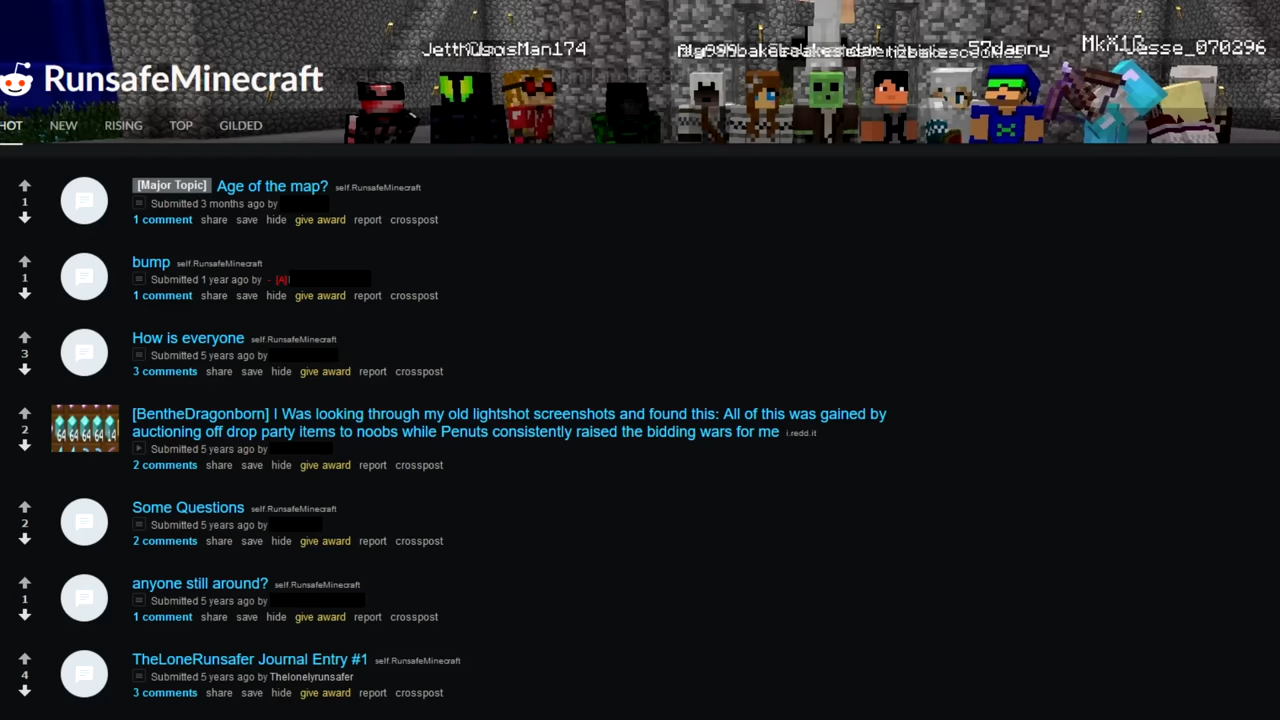 JettMusicMan174
57danny
Jesse_070296
RunsafeMinecraft
HOT NEW RISING TOP GILDED
1 [Major Topic] Age of the map? self.RunsafeMinecraft
Submitted 3 months ago by
1 comment share save hide give award report crosspost
bump self.RunsafeMinecraft
1 Submitted 1 year ago by - [A]
1 comment share save hide give award report crosspost
How is everyone self.RunsafeMinecraft
3 Submitted 5 years ago by
3 comments share save hide give award report crosspost
[BentheDragonborn] I Was looking through my old lightshot screenshots and found this: All of this was gained by
2 auctioning off drop party items to noobs while Penuts consistently raised the bidding wars for me i.redd.it
64 64 64 64 14
Submitted 5 years ago by
2 comments share save hide give award report crosspost
Some Questions self.RunsafeMinecraft
2 Submitted 5 years ago by
2 comments share save hide give award report crosspost
anyone still around? self.RunsafeMinecraft
1 Submitted 5 years ago by
1 comment share save hide give award report crosspost
TheLoneRunsafer Journal Entry #1 self.RunsafeMinecraft
4 Submitted 5 years ago by Thelonelyrunsafer
3 comments share save hide give award report crosspost